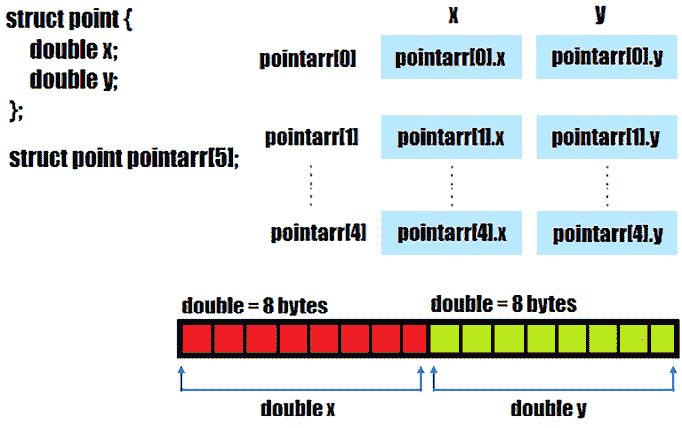 struct point {
double x;
double y;
};
struct point pointarr[5];
x y
pointarr[0] pointarr[0].x pointarr[0].y
pointarr[1] pointarr[1].x pointarr[1].y
pointarr[4] pointarr[4].x pointarr[4].y
double = 8 bytes double = 8 bytes
double x double y